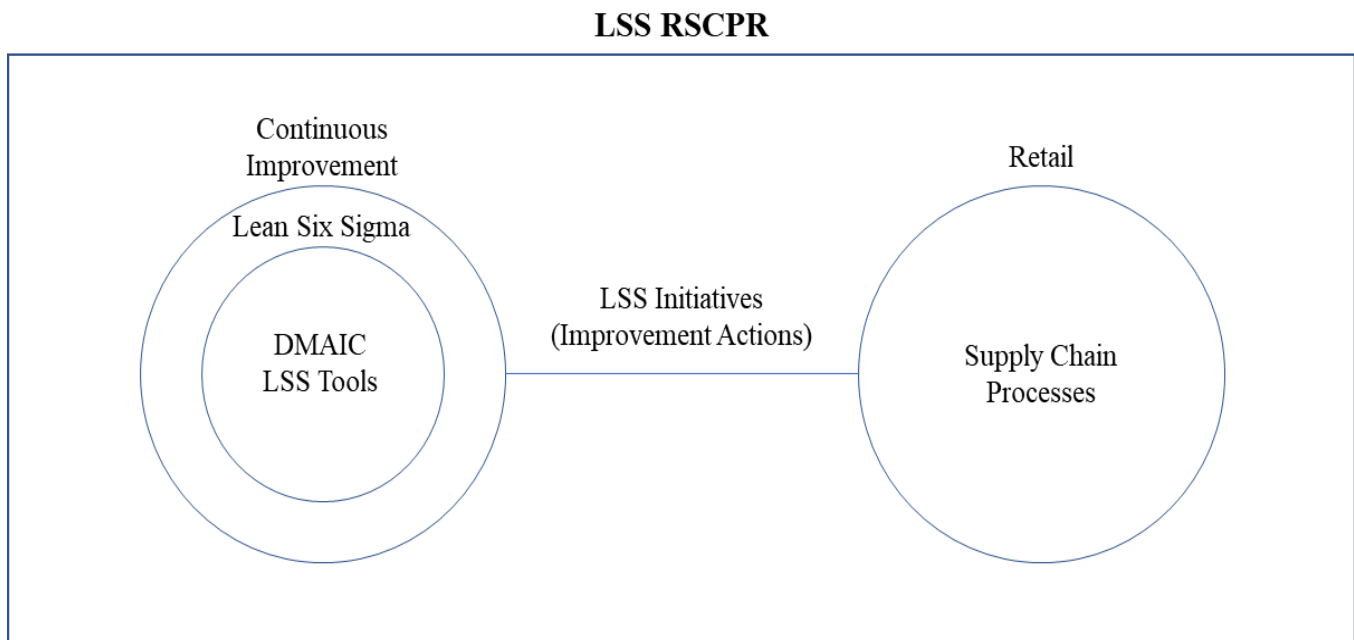 LSS RSCPR
Continuous
Improvement
Lean Six Sigma
DMAIC
LSS Tools
LSS Initiatives
(Improvement Actions)
Retail
Supply Chain
Processes